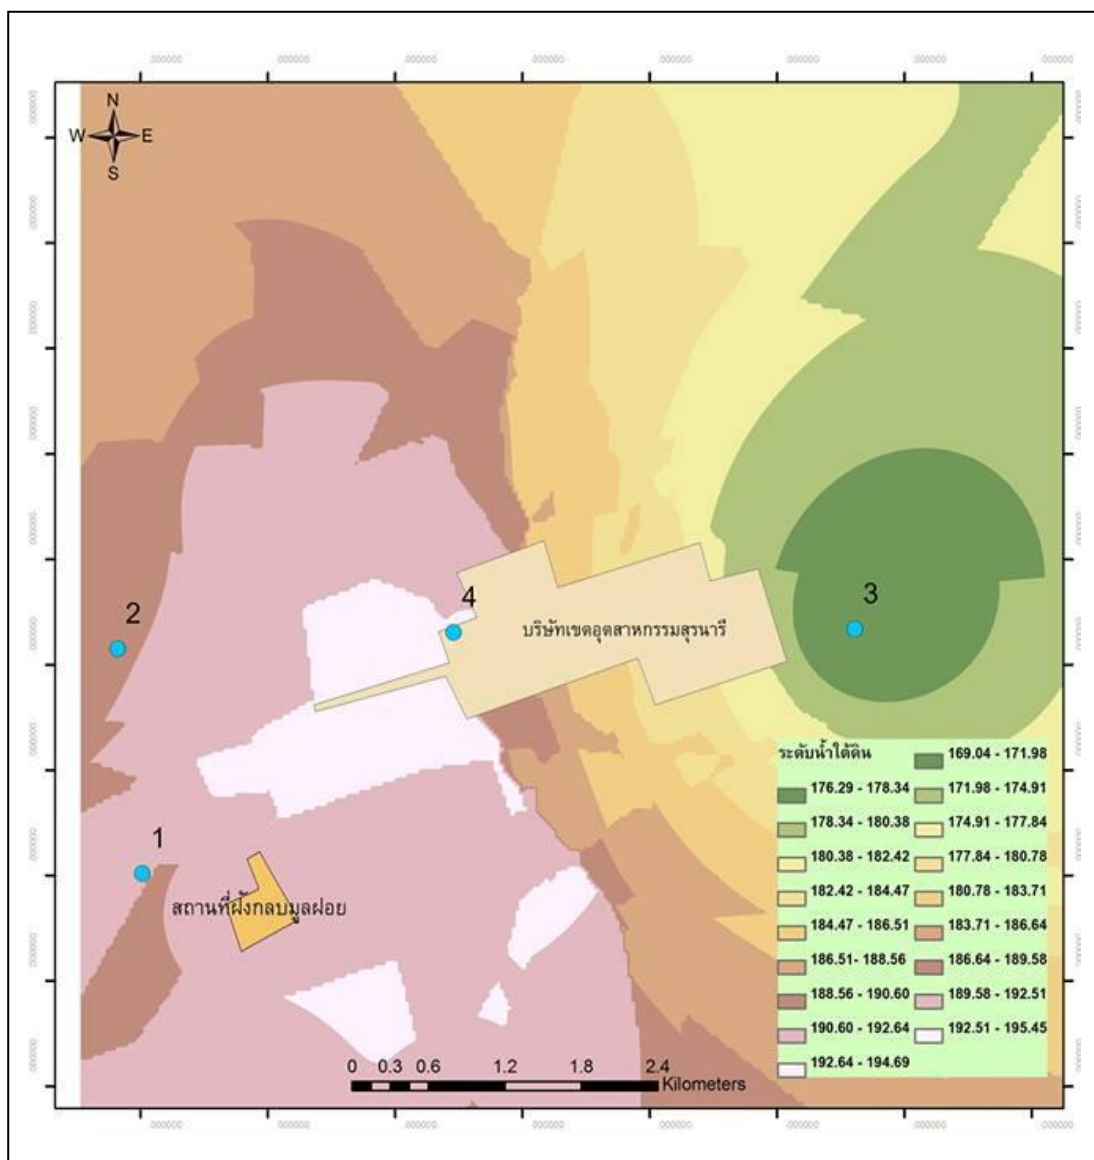 N
W E
S
2
4
3
บริษัทเขตอุตสาหกรรมสุรนารี
1
สถานที่ฝังกลบมูลฝอย
ระดับน้ำใต้ดิน
169.04 - 171.98
176.29 - 178.34
171.98 - 174.91
178.34 - 180.38
174.91 - 177.84
180.38 - 182.42
177.84 - 180.78
182.42 - 184.47
180.78 - 183.71
184.47 - 186.51
183.71 - 186.64
186.51- 188.56
186.64 - 189.58
188.56 - 190.60
189.58 - 192.51
190.60 - 192.64
192.51 - 195.45
192.64 - 194.69
0 0.3 0.6 1.2 1.8 2.4
Kilometers